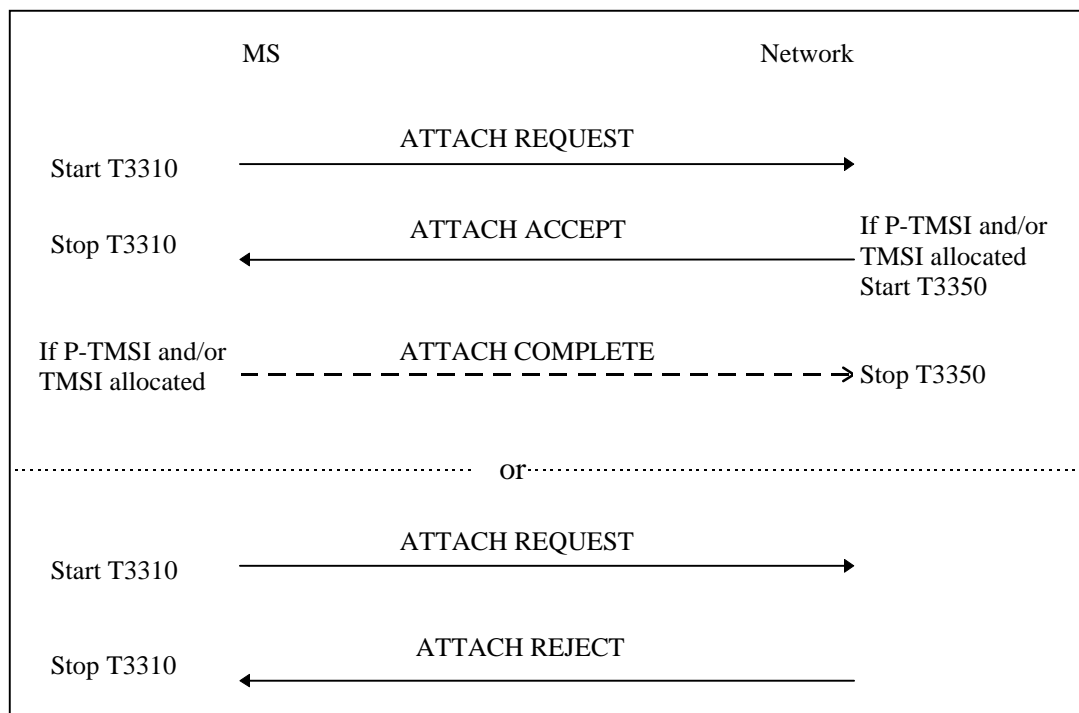 MS
Network
ATTACH REQUEST
Start T3310
ATTACH ACCEPT
Stop T3310
If P-TMSI and/or
TMSI allocated
Start T3350
If P-TMSI and/or
TMSI allocated
ATTACH COMPLETE
Stop T3350
or
ATTACH REQUEST
Start T3310
ATTACH REJECT
Stop T3310